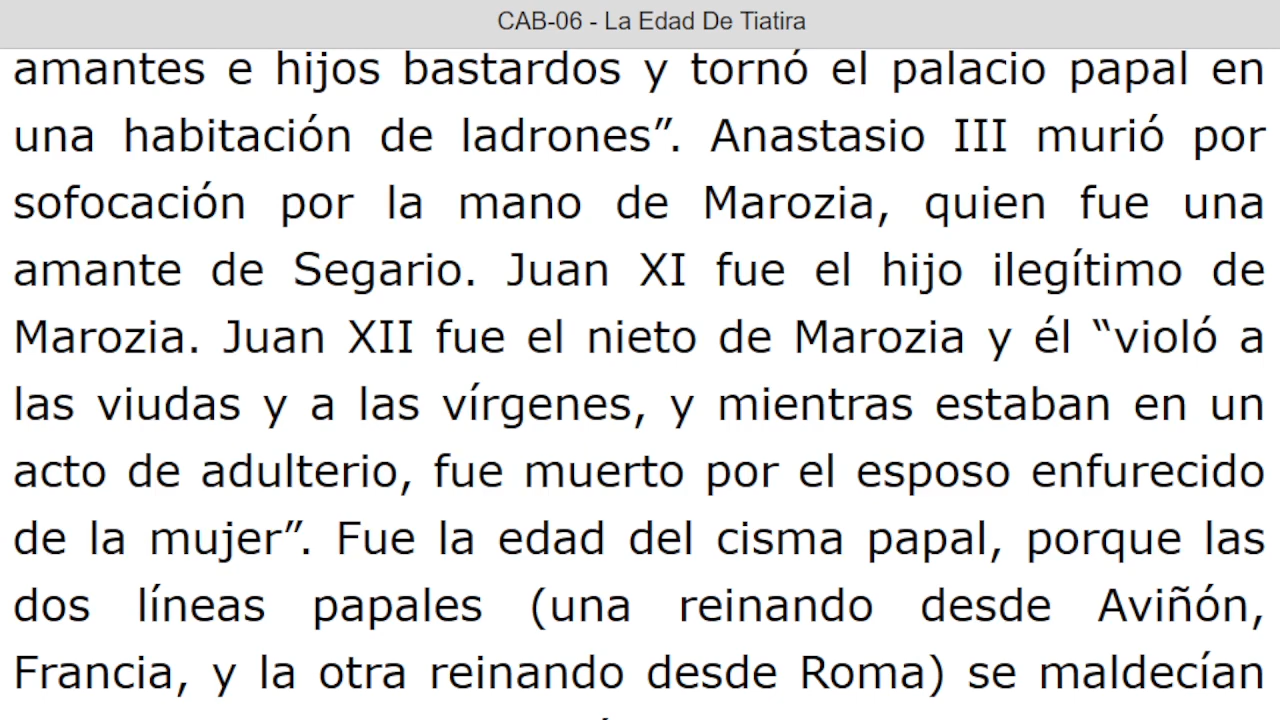 CAB-06 - La Edad De Tiatira
amantes e hijos bastardos y tornó el palacio papal en
una habitación de ladrones”. Anastasio III murió por
sofocación por la mano de Marozia, quien fue una
amante de Segario. Juan XI fue el hijo ilegítimo de
Marozia. Juan XII fue el nieto de Marozia y él “violó a
las viudas y a las vírgenes, y mientras estaban en un
acto de adulterio, fue muerto por el esposo enfurecido
de la mujer”. Fue la edad del cisma papal, porque las
dos líneas papales (una reinando desde Aviñón,
Francia, y la otra reinando desde Roma) se maldecían